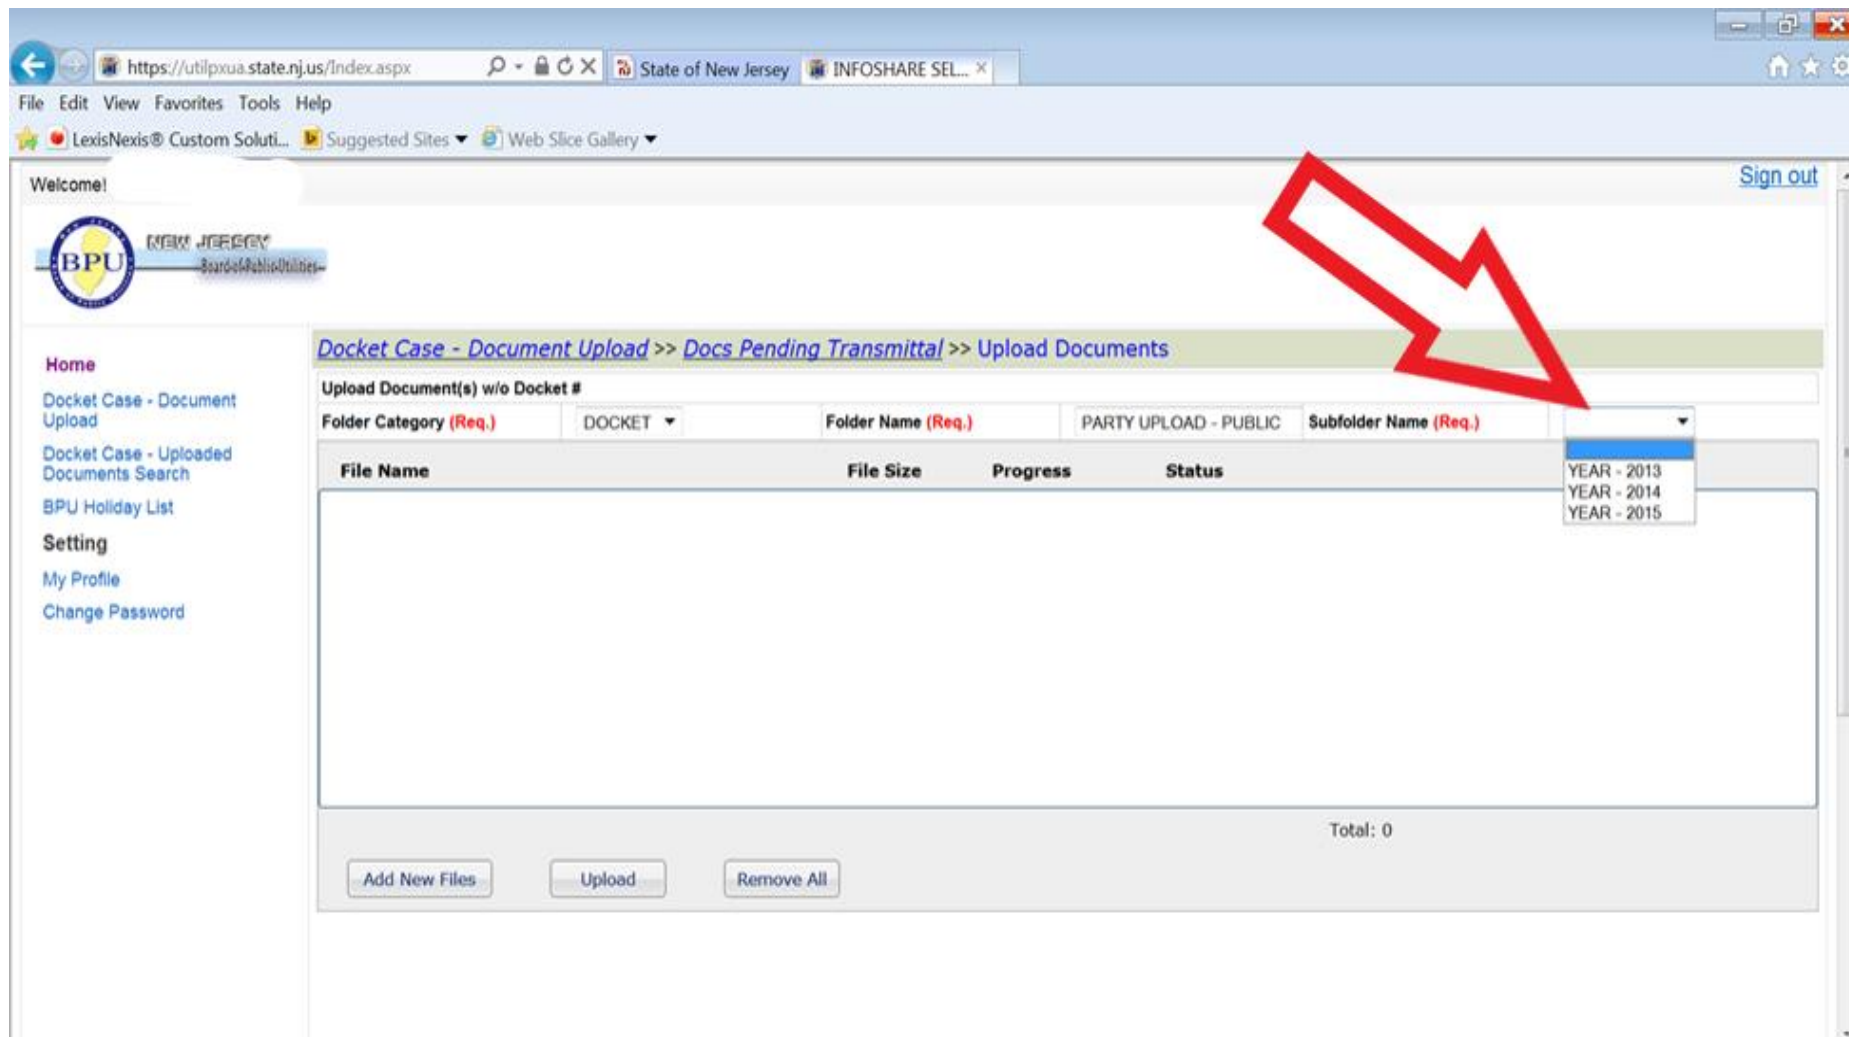 https://utilpxua.state.nj.us/Index.aspx
State of New Jersey
INFOSHARE SEL...
File Edit View Favorites Tools Help
LexisNexis® Custom Soluti...
Suggested Sites
Web Slice Gallery
Welcome!
Sign out
BPU
NEW JERSEY
Board of Public Utilities
Home
Docket Case - Document
Upload
Docket Case - Uploaded
Documents Search
BPU Holiday List
Setting
My Profile
Change Password
Docket Case - Document Upload >> Docs Pending Transmittal >> Upload Documents
Upload Document(s) w/o Docket #
Folder Category (Req.) DOCKET Folder Name (Req.) PARTY UPLOAD - PUBLIC Subfolder Name (Req.)
YEAR - 2013
YEAR - 2014
YEAR - 2015
File Name File Size Progress Status
Total: 0
Add New Files Upload Remove All